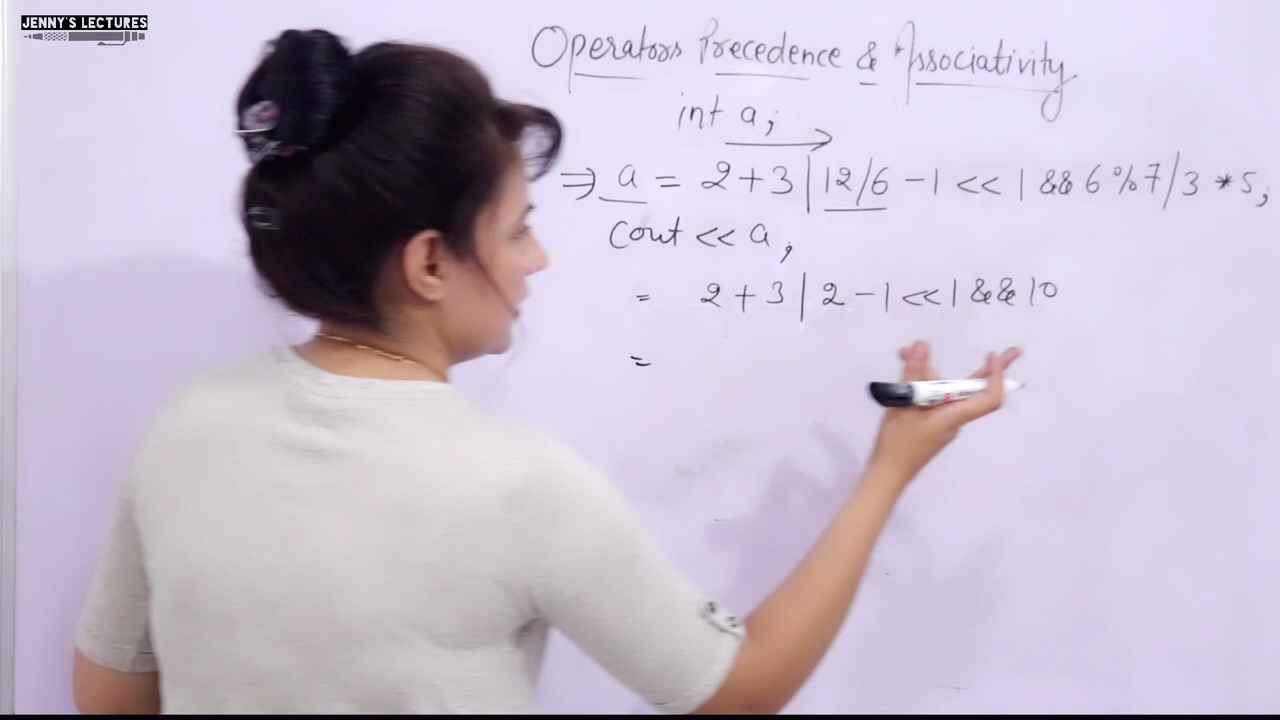 JENNY'S LECTURES
Operators Precedence & Associativity
int a;
⇒ a = 2+3 | 12/6 -1 << 1 && 6%7/3 *5;
cout << a;
= 2+3 | 2-1 << 1 && 10
=